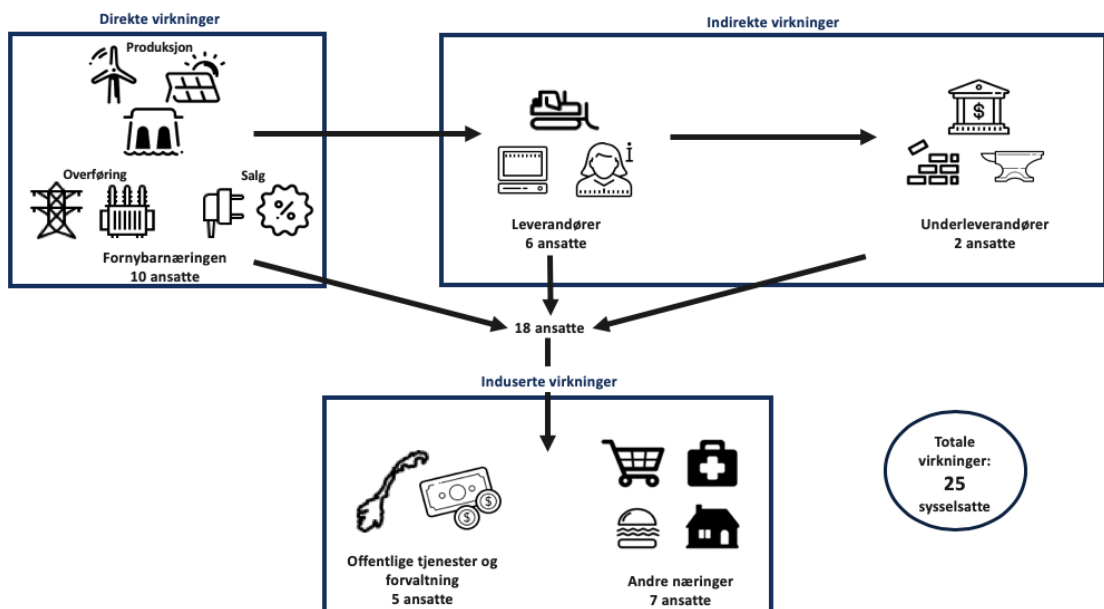 Direkte virkninger
Produksjon
Overføring
Salg
Fornybarnæringen
10 ansatte
Indirekte virkninger
Leverandører
6 ansatte
Underleverandører
2 ansatte
18 ansatte
Induserte virkninger
Offentlige tjenester og
forvaltning
5 ansatte
Andre næringer
7 ansatte
Totale
virkninger:
25
sysselsatte